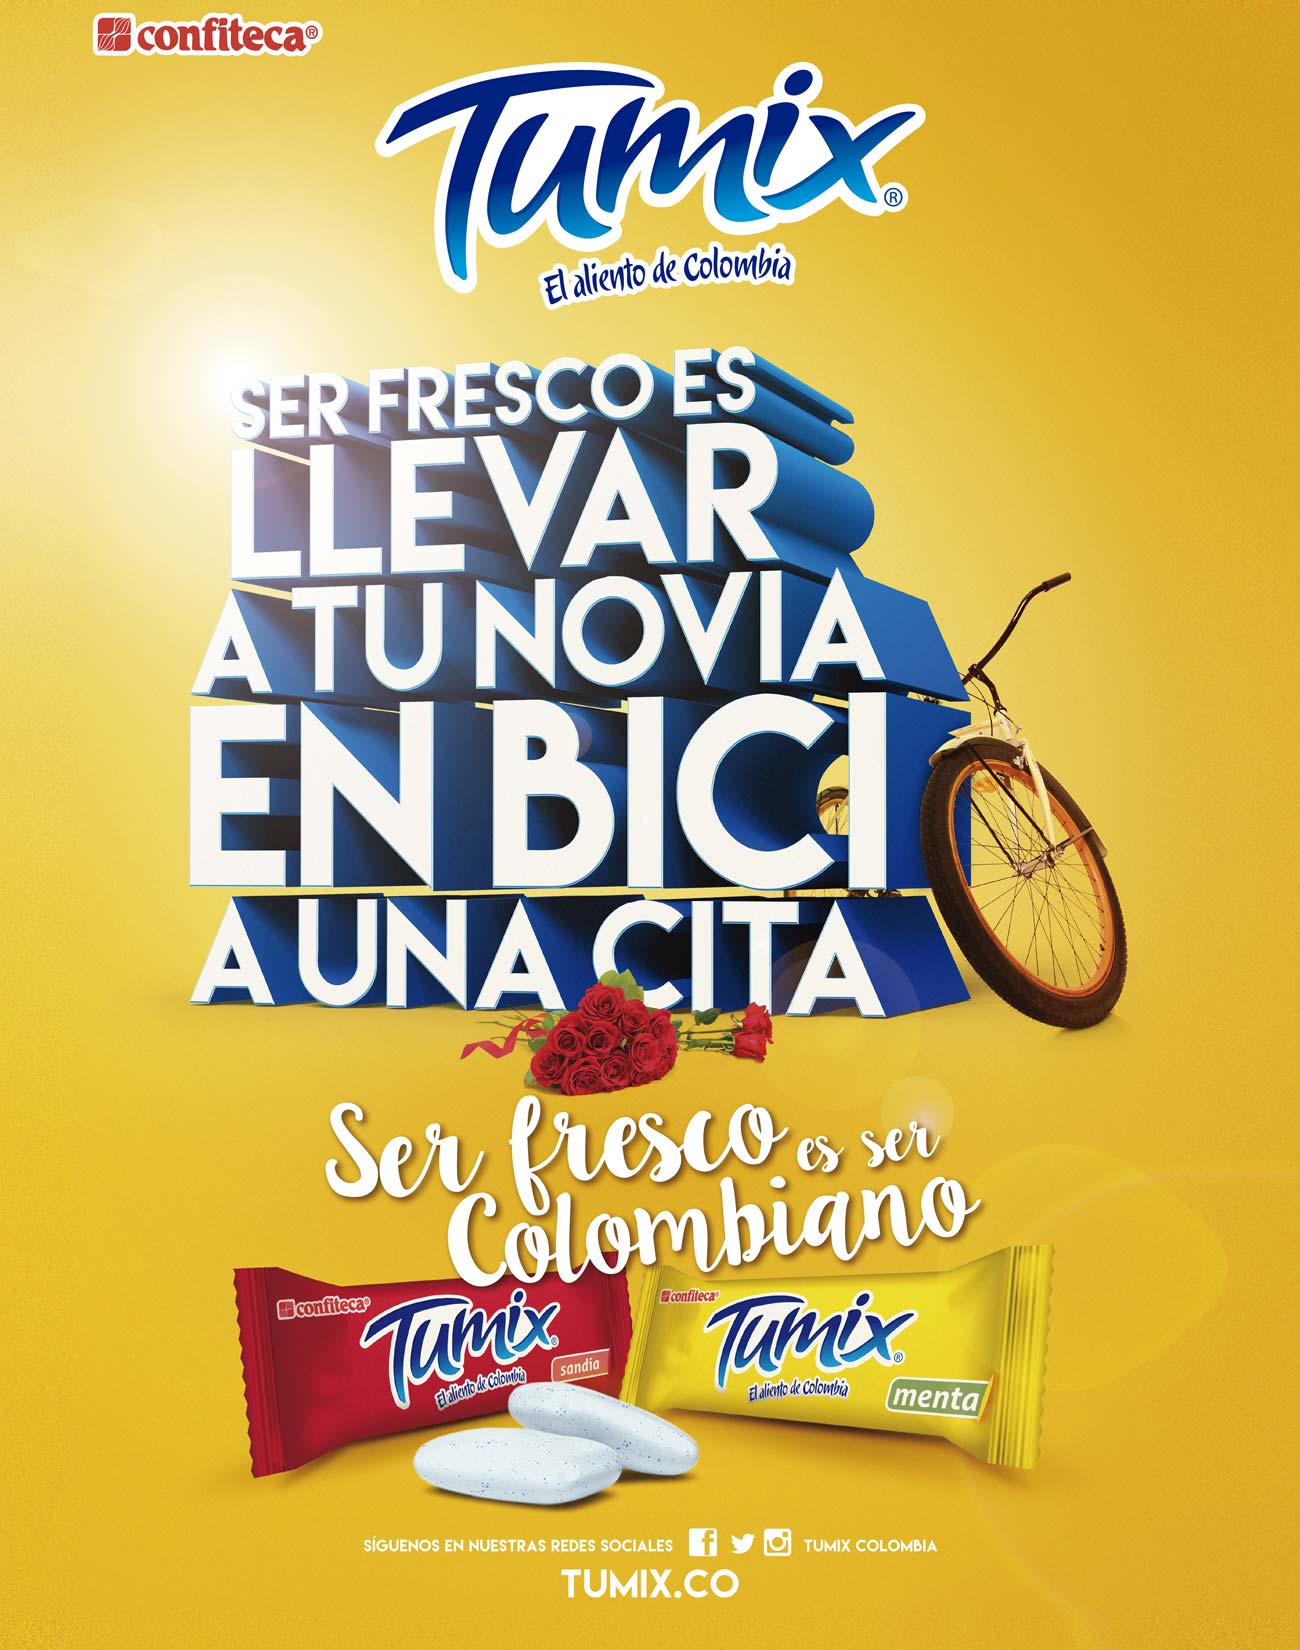 confiteca®
Tumix®
El aliento de Colombia
SER FRESCO ES
LLEVAR
A TU NOVIA
EN BICI
A UNA CITA
Ser fresco es ser
Colombiano
confiteca®
Tumix®
El aliento de Colombia
sandía
confiteca®
Tumix®
El aliento de Colombia
menta
SÍGUENOS EN NUESTRAS REDES SOCIALES TUMIX COLOMBIA
TUMIX.CO